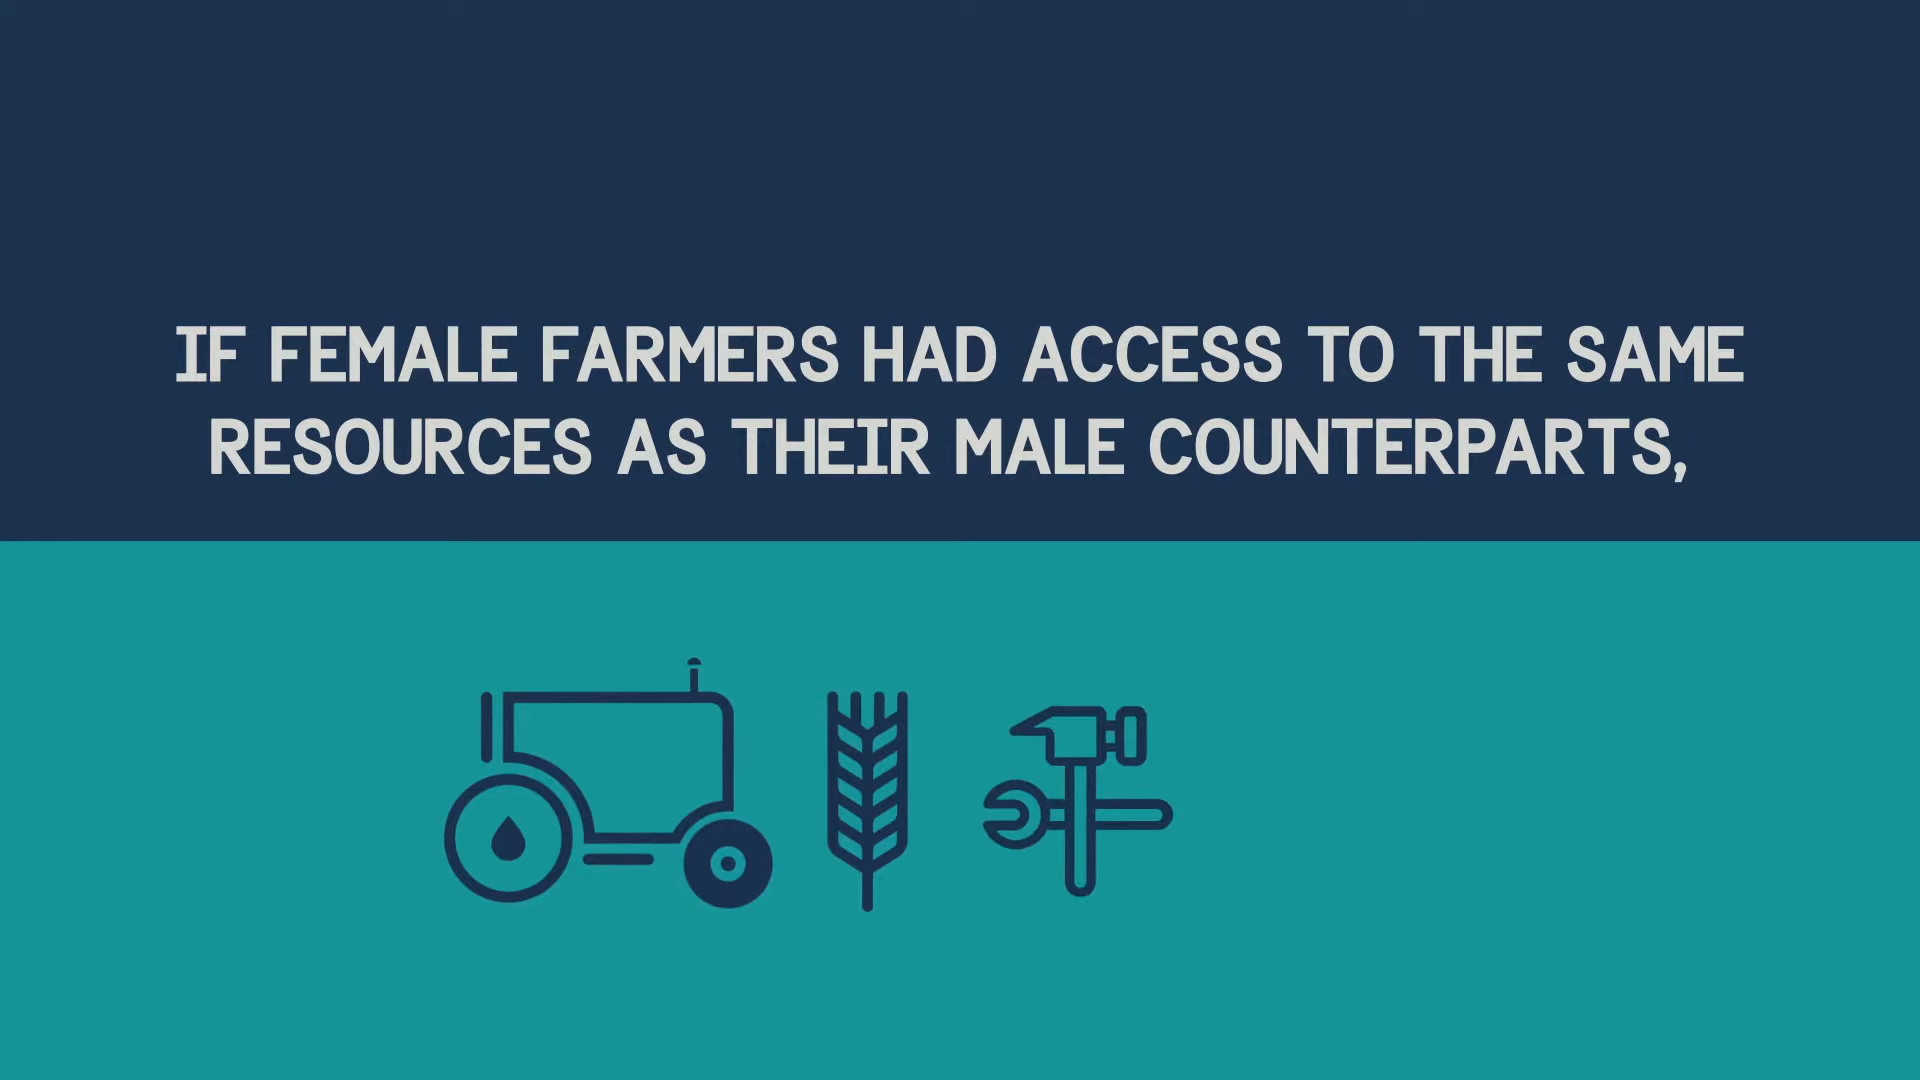 IF FEMALE FARMERS HAD ACCESS TO THE SAME
RESOURCES AS THEIR MALE COUNTERPARTS,